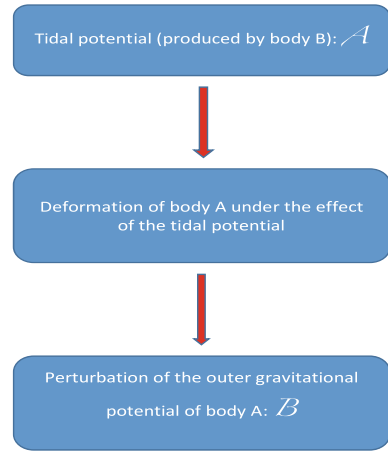 Tidal potential (produced by body B): A
Deformation of body A under the effect
of the tidal potential
Perturbation of the outer gravitational
potential of body A: B